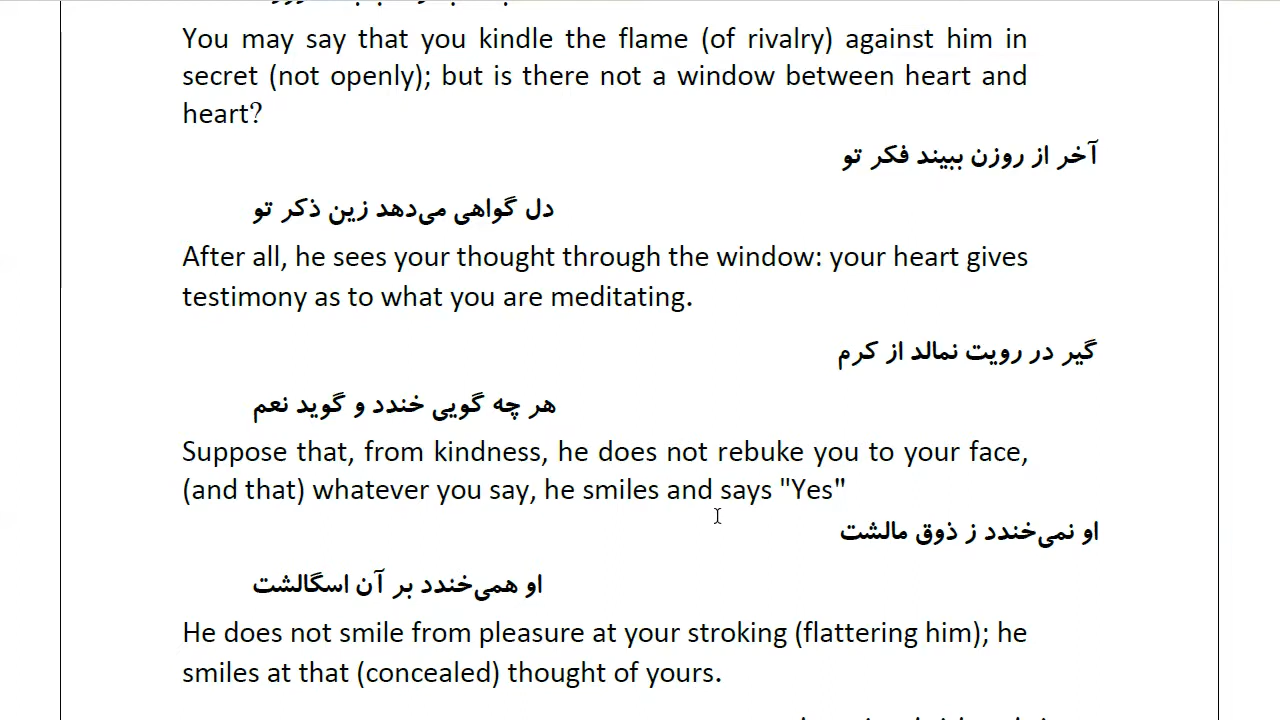 You may say that you kindle the flame (of rivalry) against him in
secret (not openly); but is there not a window between heart and
heart?
آخر از روزن ببیند فکر تو
دل گواهی می‌دهد زین ذکر تو
After all, he sees your thought through the window: your heart gives
testimony as to what you are meditating.
گیر در رویت نمالد از کرم
هر چه گویی خندد و گوید نعم
Suppose that, from kindness, he does not rebuke you to your face,
(and that) whatever you say, he smiles and says "Yes"
او نمی‌خندد ز ذوق مالشت
او همی‌خندد بر آن اسگالشت
He does not smile from pleasure at your stroking (flattering him); he
smiles at that (concealed) thought of yours.